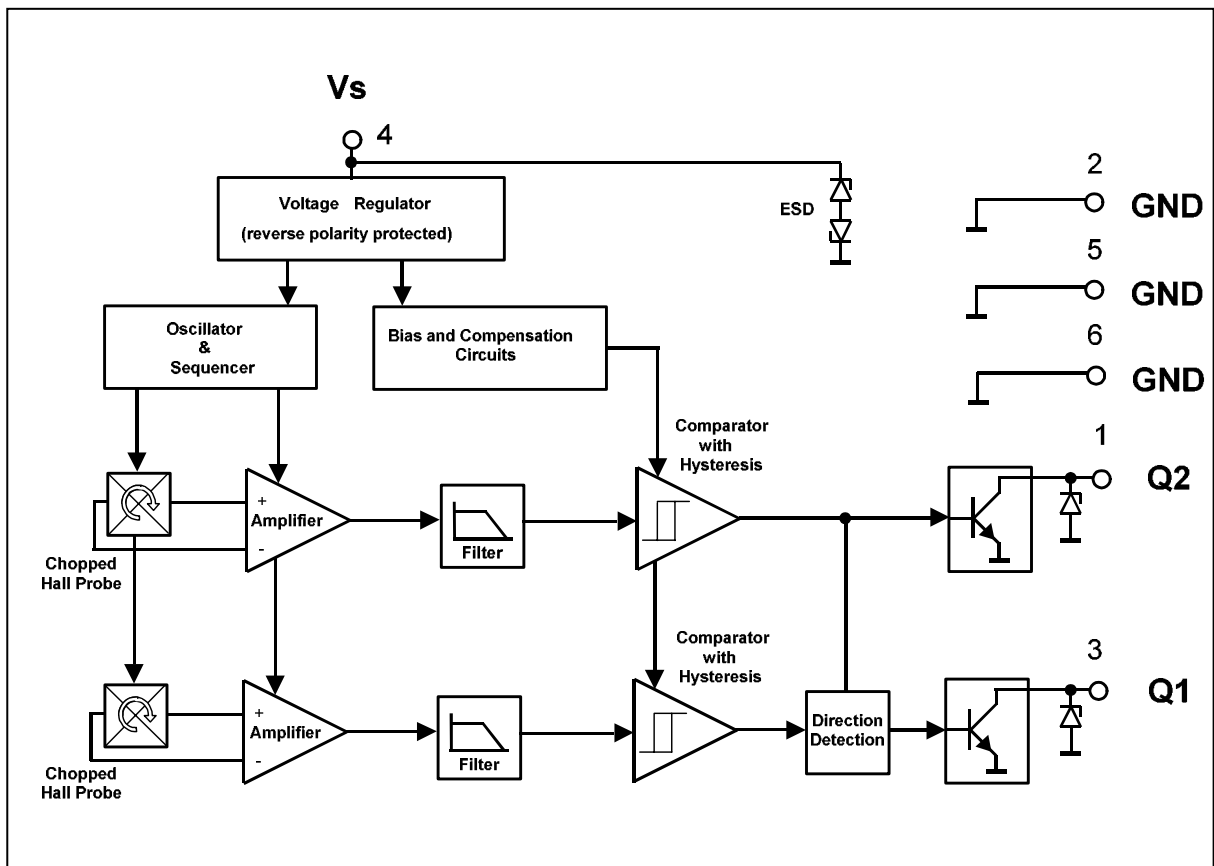 Vs
4
Voltage Regulator
(reverse polarity protected)
ESD
2
GND
5
GND
6
GND
Oscillator
&
Sequencer
Bias and Compensation
Circuits
Comparator
with
Hysteresis
1
Q2
+
Amplifier
-
Filter
Chopped
Hall Probe
Comparator
with
Hysteresis
3
Q1
+
Amplifier
-
Filter
Direction
Detection
Chopped
Hall Probe